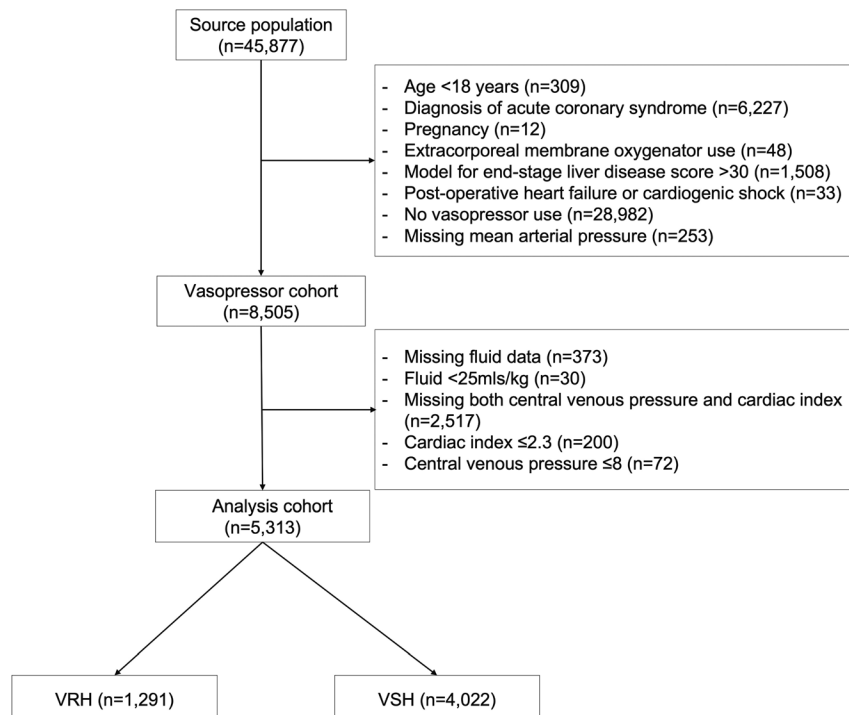 Source population
(n=45,877)
- Age <18 years (n=309)
- Diagnosis of acute coronary syndrome (n=6,227)
- Pregnancy (n=12)
- Extracorporeal membrane oxygenator use (n=48)
- Model for end-stage liver disease score >30 (n=1,508)
- Post-operative heart failure or cardiogenic shock (n=33)
- No vasopressor use (n=28,982)
- Missing mean arterial pressure (n=253)
Vasopressor cohort
(n=8,505)
- Missing fluid data (n=373)
- Fluid <25mls/kg (n=30)
- Missing both central venous pressure and cardiac index
(n=2,517)
- Cardiac index ≤2.3 (n=200)
- Central venous pressure ≤8 (n=72)
Analysis cohort
(n=5,313)
VRH (n=1,291)
VSH (n=4,022)